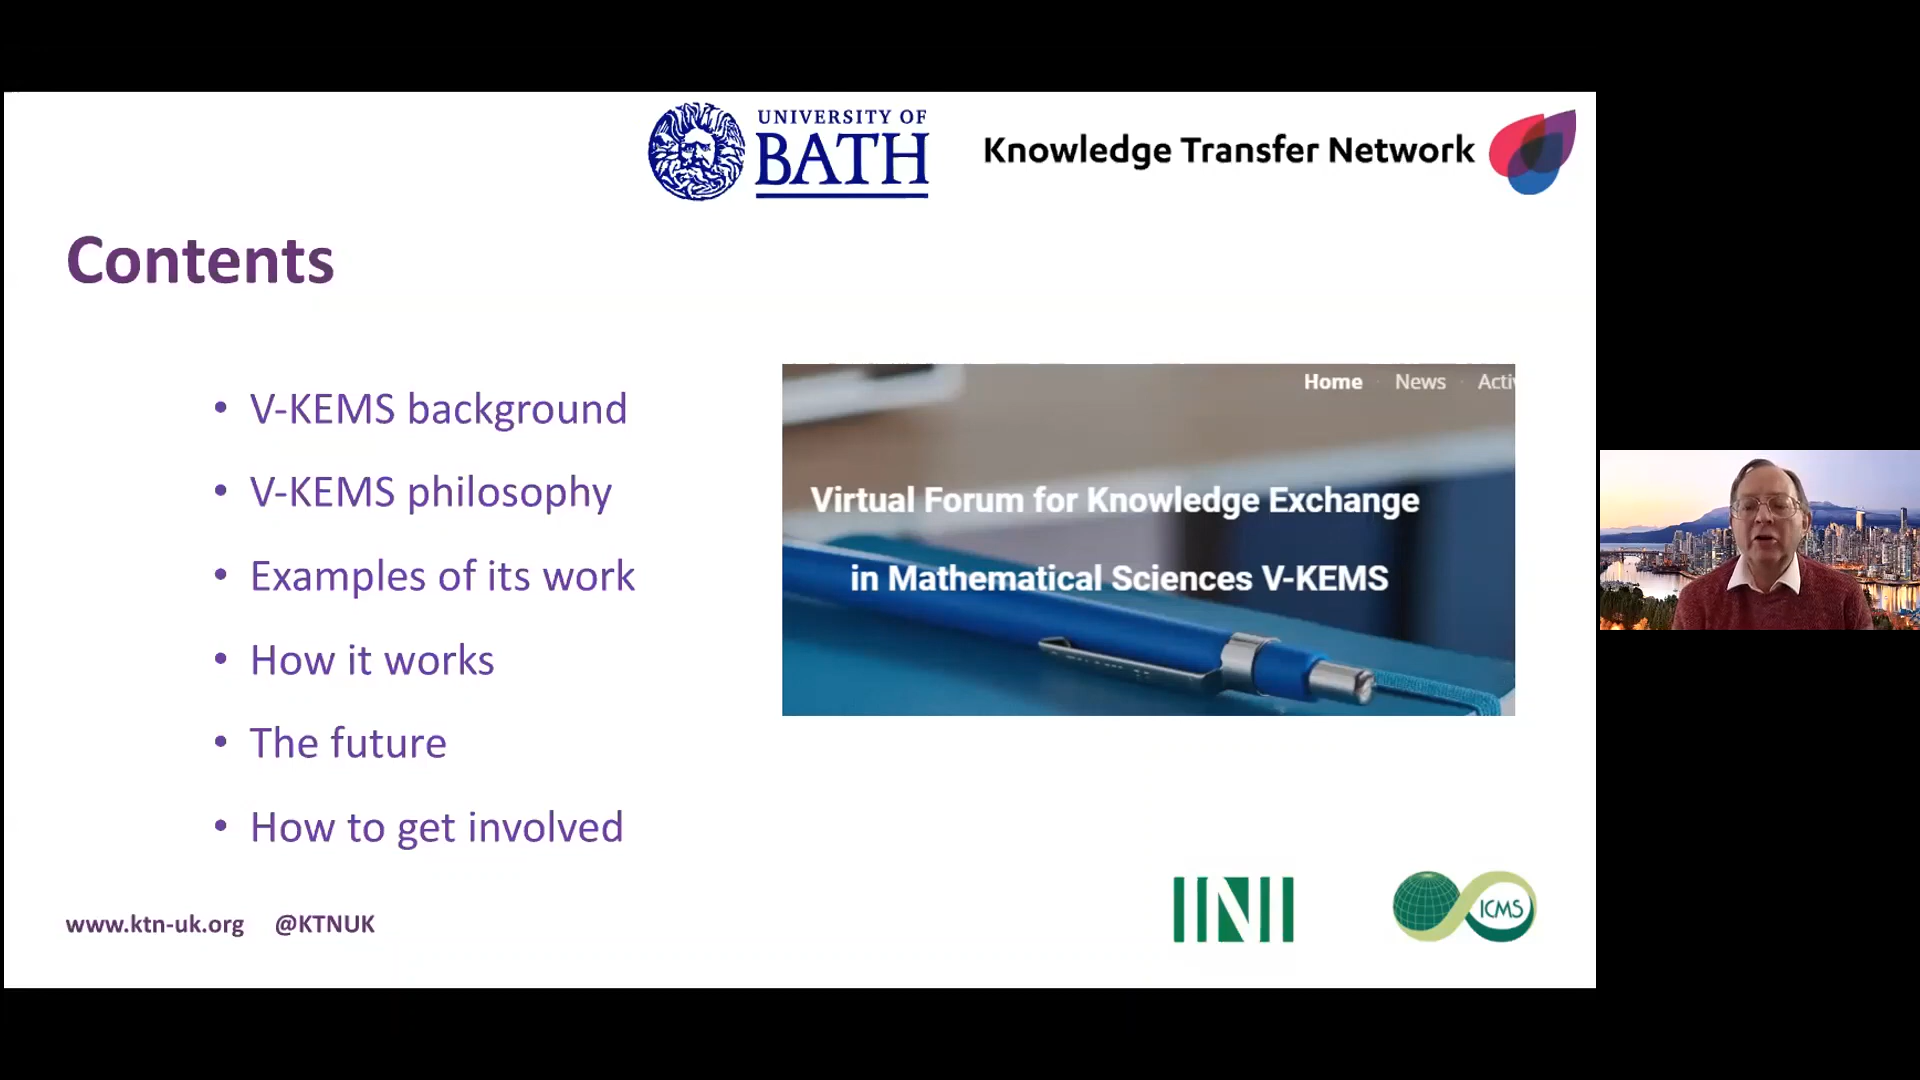 UNIVERSITY OF
BATH
Knowledge Transfer Network
Contents
• V-KEMS background
• V-KEMS philosophy
• Examples of its work
• How it works
• The future
• How to get involved
Home · News · Activ
Virtual Forum for Knowledge Exchange
in Mathematical Sciences V-KEMS
www.ktn-uk.org @KTNUK
INI
ICMS